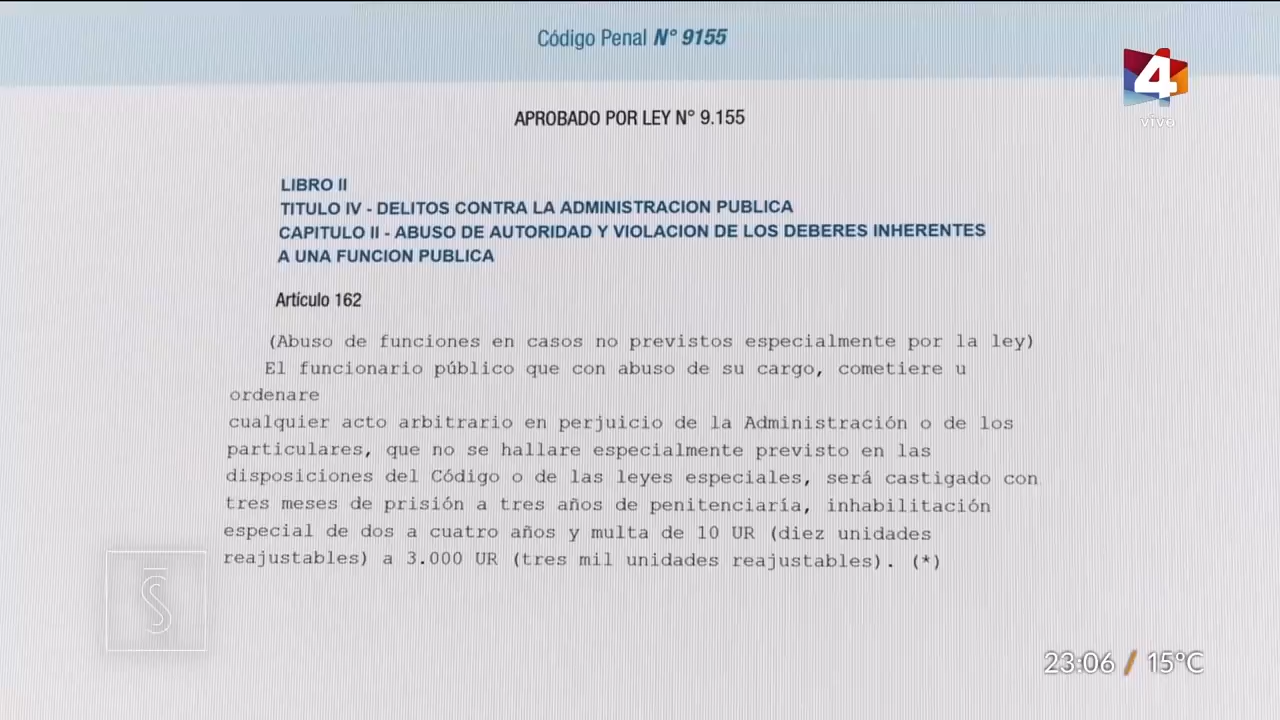 Código Penal N° 9155
4
vivo
APROBADO POR LEY N° 9.155
LIBRO II
TITULO IV - DELITOS CONTRA LA ADMINISTRACION PUBLICA
CAPITULO II - ABUSO DE AUTORIDAD Y VIOLACION DE LOS DEBERES INHERENTES
A UNA FUNCION PUBLICA
Artículo 162
(Abuso de funciones en casos no previstos especialmente por la ley)
El funcionario público que con abuso de su cargo, cometiere u
ordenare
cualquier acto arbitrario en perjuicio de la Administración o de los
particulares, que no se hallare especialmente previsto en las
disposiciones del Código o de las leyes especiales, será castigado con
tres meses de prisión a tres años de penitenciaría, inhabilitación
especial de dos a cuatro años y multa de 10 UR (diez unidades
reajustables) a 3.000 UR (tres mil unidades reajustables). (*)
S
23:06 / 15°C